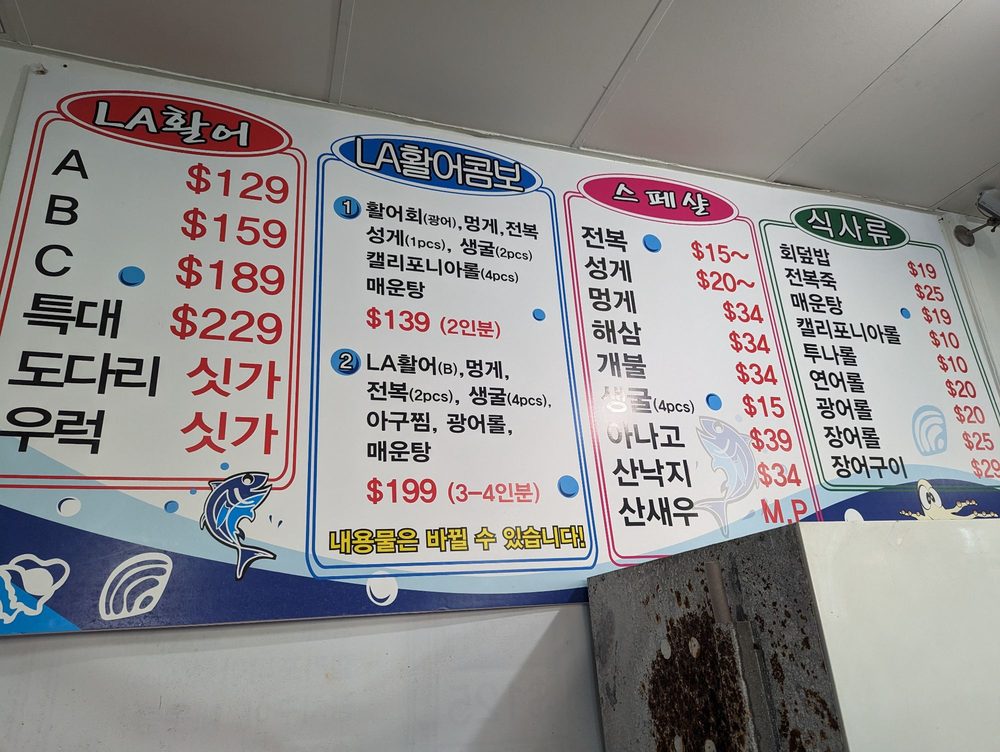 LA활어
A $129
B $159
C $189
특대 $229
도다리 싯가
우럭 싯가
LA활어콤보
1 활어회(광어),멍게,전복
성게(1pcs), 생굴(2pcs)
캘리포니아롤(4pcs)
매운탕
$139 (2인분)
2 LA활어(B),멍게,
전복(2pcs), 생굴(4pcs),
아구찜, 광어롤,
매운탕
$199 (3-4인분)
내용물은 바뀔 수 있습니다!
스페샬
전복 $15~
성게 $20~
멍게 $34
해삼 $34
개불 $34
생굴(4pcs) $15
아나고 $39
산낙지 $34
산새우 M.P
식사류
회덮밥 $19
전복죽 $25
매운탕 $19
캘리포니아롤 $10
투나롤 $10
연어롤 $20
광어롤 $20
장어롤 $25
장어구이 $29